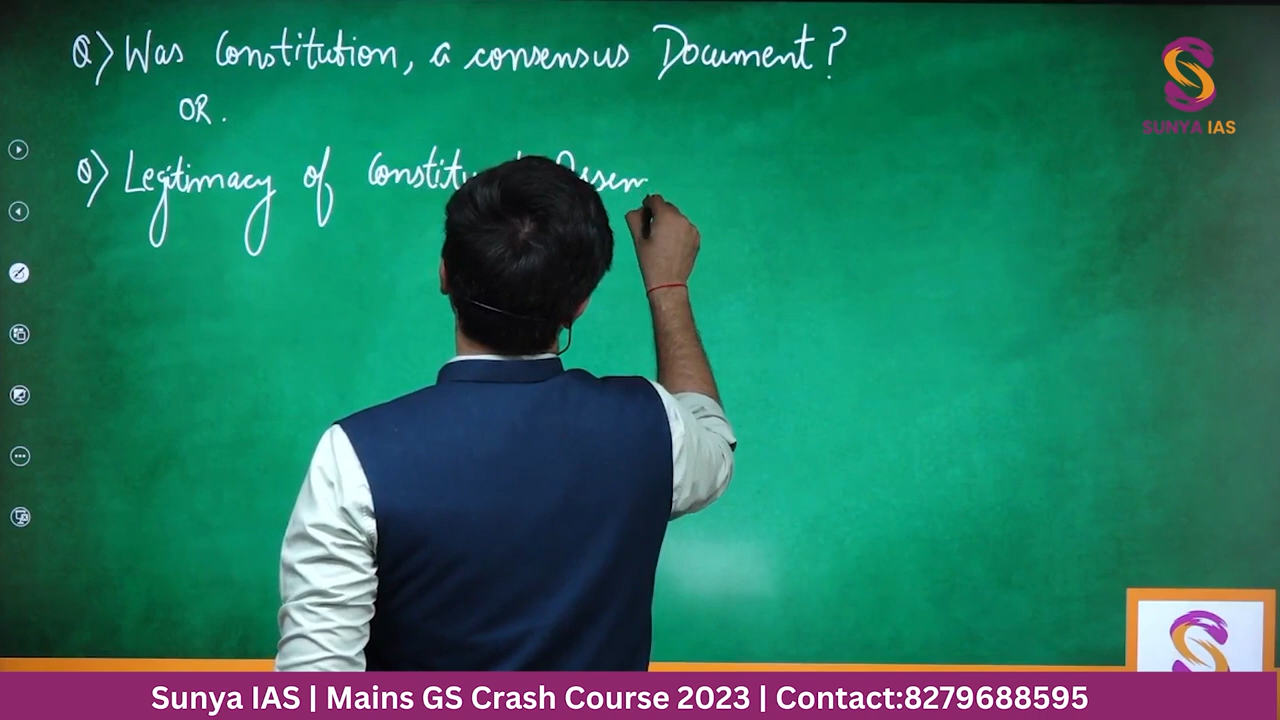 Q) Was Constitution, a consensus Document?
OR.
Q) Legitimacy of
SUNYA IAS
Sunya IAS | Mains GS Crash Course 2023 | Contact:8279688595